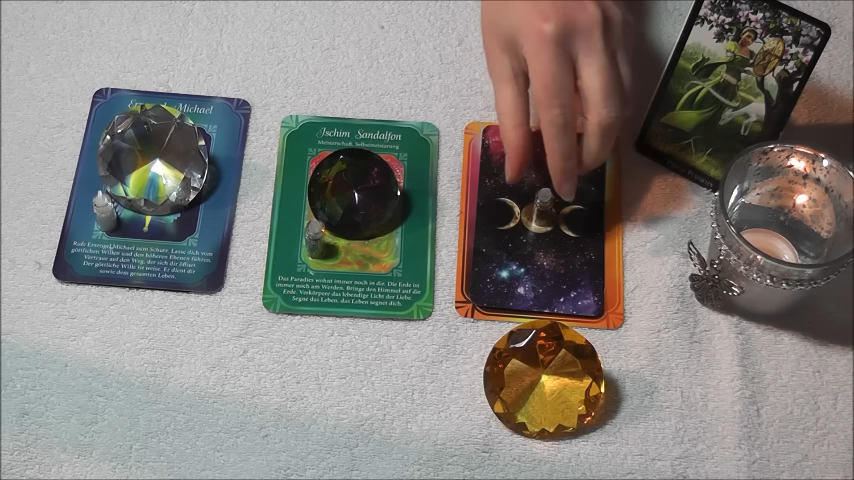 Michael
Rufe Erzengel Michael zum Schutz. Lasse dich vom
göttlichen Willen und den höheren Ebenen führen.
Vertraue auf den Weg, der sich dir öffnet.
Der göttliche Wille ist weise. Er dient dir
sowie dem gesamten Leben.
Ischim Sandalfon
Meisterschaft, Selbstmeisterung
Das Paradies wohnt immer noch in dir. Die Erde ist
immer noch am Werden. Bringe den Himmel auf die
Erde. Verkörpere das lebendige Licht der Liebe.
Segne das Leben, das Leben segnet dich.